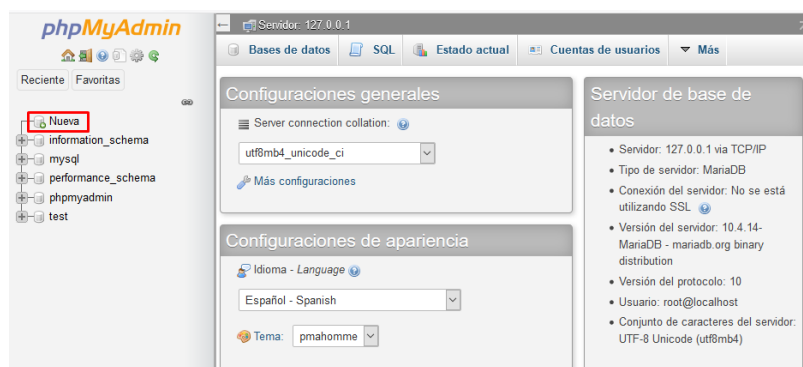 phpMyAdmin
Reciente Favoritas
Nueva
information_schema
mysql
performance_schema
phpmyadmin
test
Servidor: 127.0.0.1
Bases de datos SQL Estado actual Cuentas de usuarios Más
Configuraciones generales
Server connection collation:
utf8mb4_unicode_ci
Más configuraciones
Configuraciones de apariencia
Idioma - Language
Español - Spanish
Tema: pmahomme
Servidor de base de
datos
Servidor: 127.0.0.1 via TCP/IP
Tipo de servidor: MariaDB
Conexión del servidor: No se está
utilizando SSL
Versión del servidor: 10.4.14-
MariaDB - mariadb.org binary
distribution
Versión del protocolo: 10
Usuario: root@localhost
Conjunto de caracteres del servidor:
UTF-8 Unicode (utf8mb4)